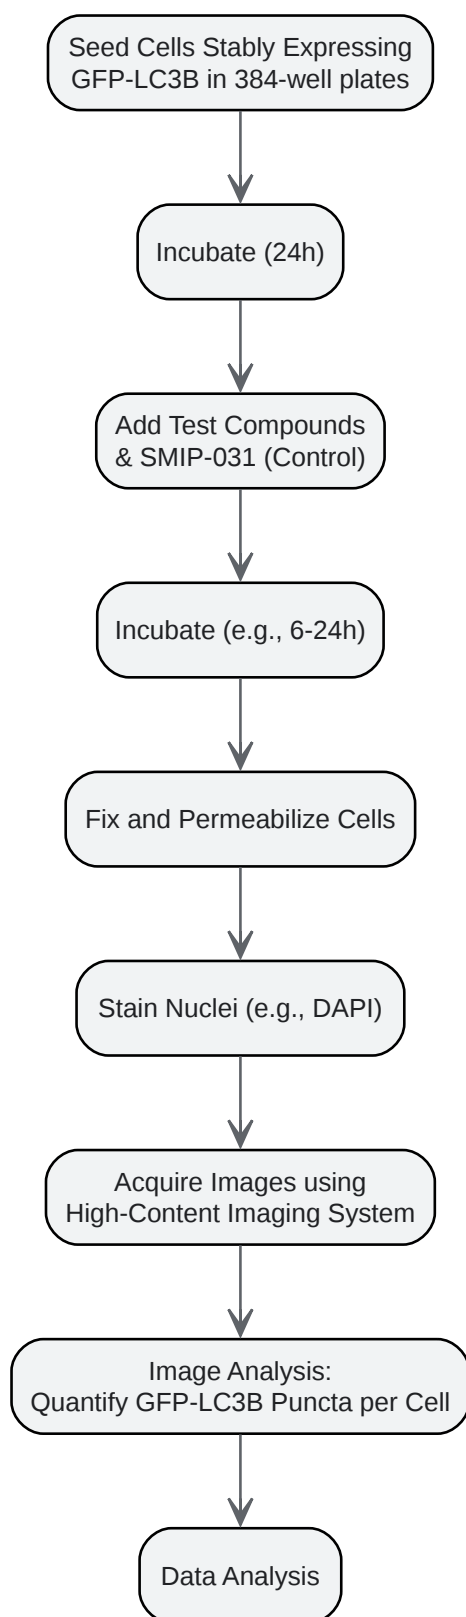 Seed Cells Stably Expressing
GFP-LC3B in 384-well plates
Incubate (24h)
Add Test Compounds
& SMIP-031 (Control)
Incubate (e.g., 6-24h)
Fix and Permeabilize Cells
Stain Nuclei (e.g., DAPI)
Acquire Images using
High-Content Imaging System
Image Analysis:
Quantify GFP-LC3B Puncta per Cell
Data Analysis